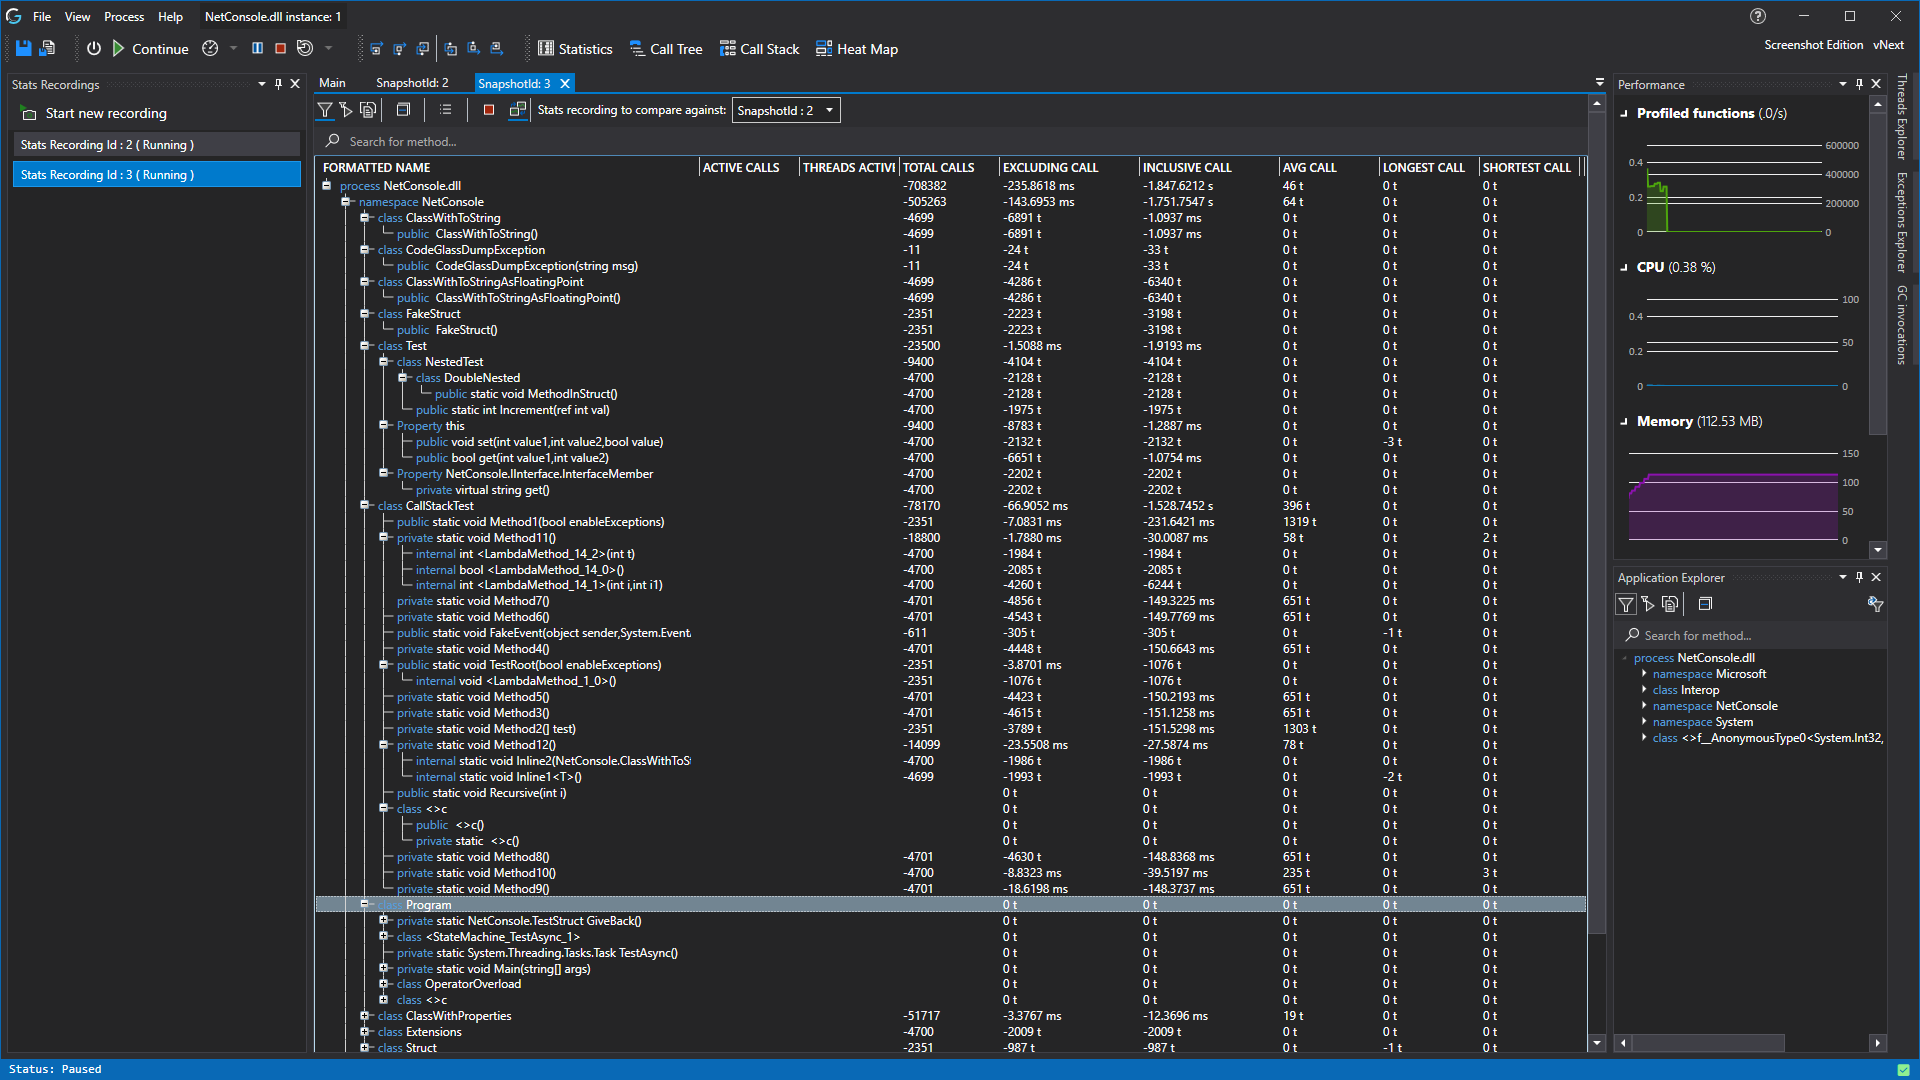 File View Process Help NetConsole.dll instance: 1
Continue Statistics Call Tree Call Stack Heat Map
Screenshot Edition vNext
Stats Recordings
Start new recording
Stats Recording Id : 2 ( Running )
Stats Recording Id : 3 ( Running )
Main SnapshotId: 2 SnapshotId: 3
Stats recording to compare against: SnapshotId : 2
Search for method...
FORMATTED NAME ACTIVE CALLS THREADS ACTIVI TOTAL CALLS EXCLUDING CALL INCLUSIVE CALL AVG CALL LONGEST CALL SHORTEST CALL
process NetConsole.dll -708382 -235.8618 ms -1.847.6212 s 46 t 0 t 0 t
namespace NetConsole -505263 -143.6953 ms -1.751.7547 s 64 t 0 t 0 t
class ClassWithToString -4699 -6891 t -1.0937 ms 0 t 0 t 0 t
public ClassWithToString() -4699 -6891 t -1.0937 ms 0 t 0 t 0 t
class CodeGlassDumpException -11 -24 t -33 t 0 t 0 t 0 t
public CodeGlassDumpException(string msg) -11 -24 t -33 t 0 t 0 t 0 t
class ClassWithToStringAsFloatingPoint -4699 -4286 t -6340 t 0 t 0 t 0 t
public ClassWithToStringAsFloatingPoint() -4699 -4286 t -6340 t 0 t 0 t 0 t
class FakeStruct -2351 -2223 t -3198 t 0 t 0 t 0 t
public FakeStruct() -2351 -2223 t -3198 t 0 t 0 t 0 t
class Test -23500 -1.5088 ms -1.9193 ms 0 t 0 t 0 t
class NestedTest -9400 -4104 t -4104 t 0 t 0 t 0 t
class DoubleNested -4700 -2128 t -2128 t 0 t 0 t 0 t
public static void MethodInStruct() -4700 -2128 t -2128 t 0 t 0 t 0 t
public static int Increment(ref int val) -4700 -1975 t -1975 t 0 t 0 t 0 t
Property this -9400 -8783 t -1.2887 ms 0 t 0 t 0 t
public void set(int value1,int value2,bool value) -4700 -2132 t -2132 t 0 t -3 t 0 t
public bool get(int value1,int value2) -4700 -6651 t -1.0754 ms 0 t 0 t 0 t
Property NetConsole.IInterface.InterfaceMember -4700 -2202 t -2202 t 0 t 0 t 0 t
private virtual string get() -4700 -2202 t -2202 t 0 t 0 t 0 t
class CallStackTest -78170 -66.9052 ms -1.528.7452 s 396 t 0 t 0 t
public static void Method1(bool enableExceptions) -2351 -7.0831 ms -231.6421 ms 1319 t 0 t 0 t
private static void Method11() -18800 -1.7880 ms -30.0087 ms 58 t 0 t 2 t
internal int <LambdaMethod_14_2>(int t) -4700 -1984 t -1984 t 0 t 0 t 0 t
internal bool <LambdaMethod_14_0>() -4700 -2085 t -2085 t 0 t 0 t 0 t
internal int <LambdaMethod_14_1>(int i,int i1) -4700 -4260 t -6244 t 0 t 0 t 0 t
private static void Method7() -4701 -4856 t -149.3225 ms 651 t 0 t 0 t
private static void Method6() -4701 -4543 t -149.7769 ms 651 t 0 t 0 t
public static void FakeEvent(object sender,System.Event. -611 -305 t -305 t 0 t -1 t 0 t
private static void Method4() -4701 -4448 t -150.6643 ms 651 t 0 t 0 t
public static void TestRoot(bool enableExceptions) -2351 -3.8701 ms -1076 t 0 t 0 t 0 t
internal void <LambdaMethod_1_0>() -2351 -1076 t -1076 t 0 t 0 t 0 t
private static void Method5() -4701 -4423 t -150.2193 ms 651 t 0 t 0 t
private static void Method3() -4701 -4615 t -151.1258 ms 651 t 0 t 0 t
private static void Method2(] test) -2351 -3789 t -151.5298 ms 1303 t 0 t 0 t
private static void Method12() -14099 -23.5508 ms -27.5874 ms 78 t 0 t 0 t
internal static void Inline2(NetConsole.ClassWithToS -4700 -1986 t -1986 t 0 t 0 t 0 t
internal static void Inline1<T>() -4699 -1993 t -1993 t 0 t -2 t 0 t
public static void Recursive(int i) 0 t 0 t 0 t 0 t 0 t
class <>c 0 t 0 t 0 t 0 t 0 t
public <>c() 0 t 0 t 0 t 0 t 0 t
private static <>c() 0 t 0 t 0 t 0 t 0 t
private static void Method8() -4701 -4630 t -148.8368 ms 651 t 0 t 0 t
private static void Method10() -4700 -8.8323 ms -39.5197 ms 235 t 0 t 3 t
private static void Method9() -4701 -18.6198 ms -148.3737 ms 651 t 0 t 0 t
class Program 0 t 0 t 0 t 0 t 0 t
private static NetConsole.TestStruct GiveBack() 0 t 0 t 0 t 0 t 0 t
class <StateMachine_TestAsync_1> 0 t 0 t 0 t 0 t 0 t
private static System.Threading.Tasks.Task TestAsync() 0 t 0 t 0 t 0 t 0 t
private static void Main(string[] args) 0 t 0 t 0 t 0 t 0 t
class OperatorOverload 0 t 0 t 0 t 0 t 0 t
class <>c 0 t 0 t 0 t 0 t 0 t
class ClassWithProperties -51717 -3.3767 ms -12.3696 ms 19 t 0 t 0 t
class Extensions -4700 -2009 t -2009 t 0 t 0 t 0 t
class Struct -2351 -987 t -987 t 0 t -1 t 0 t
Performance
Profiled functions (.0/s)
600000
0.4
400000
0.2
200000
0 0
CPU (0.38 %)
100
0.4
50
0.2
0 0
Memory (112.53 MB)
150
100
50
0
Application Explorer
Search for method...
process NetConsole.dll
namespace Microsoft
class Interop
namespace NetConsole
namespace System
class <>f__AnonymousType0<System.Int32,
Threads Explorer
Exceptions Explorer
GC invocations
Status: Paused